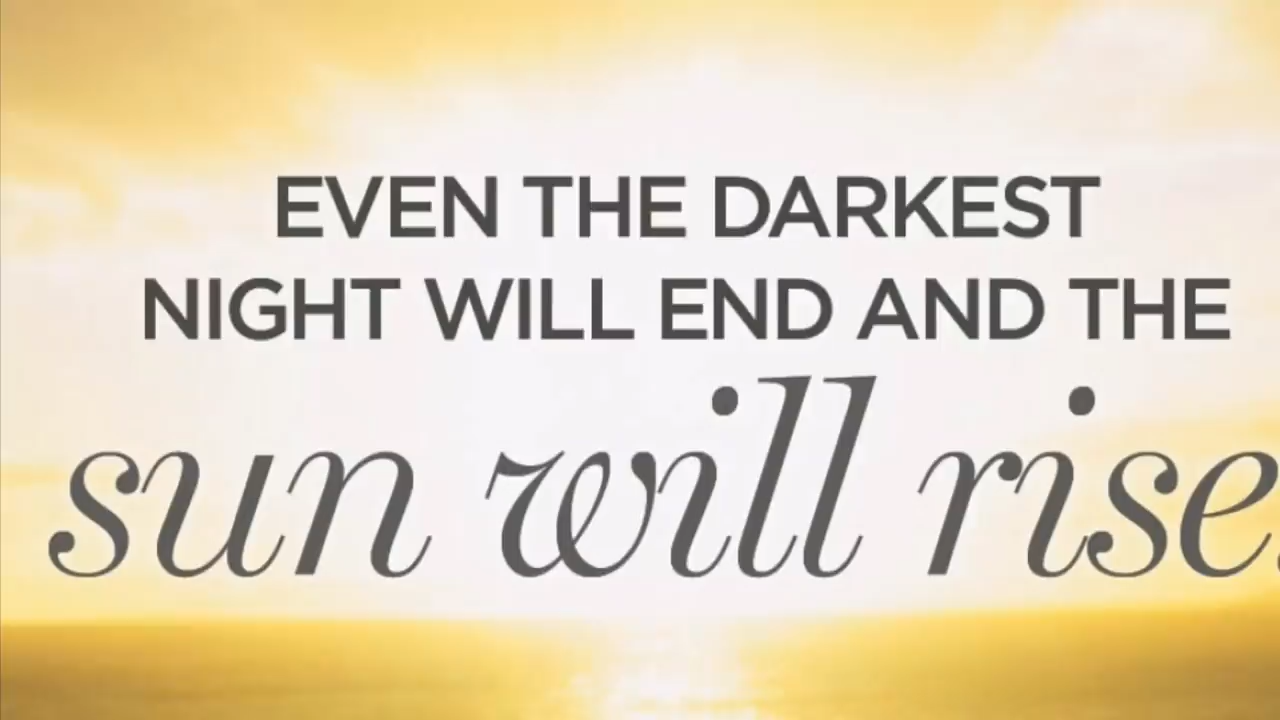 EVEN THE DARKEST
NIGHT WILL END AND THE
sun will rise.